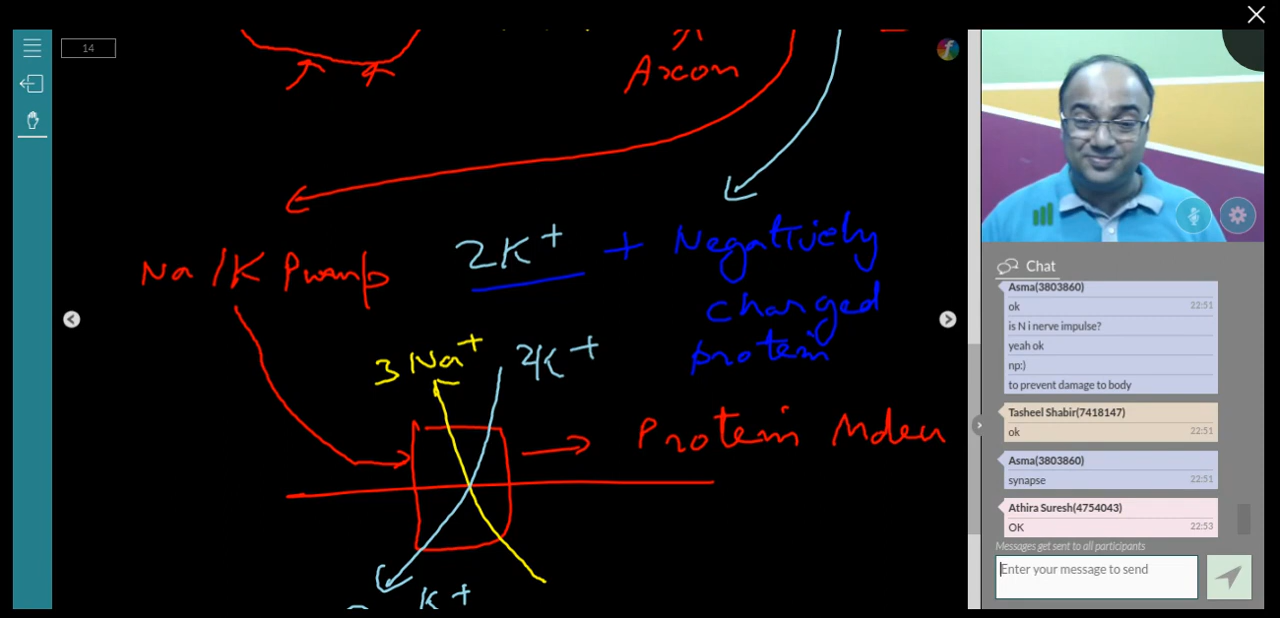 14
Axon
Na/K Pump
2K+ + Negatively
charged
protein
3Na+
2K+
Protein Molecu
K+
Chat
Asma(3803860)
ok
22:51
is N i nerve impulse?
yeah ok
np:)
to prevent damage to body
Tasheel Shabir(7418147)
ok
22:51
Asma(3803860)
synapse
22:51
Athira Suresh(4754043)
OK
22:53
Messages get sent to all participants
Enter your message to send